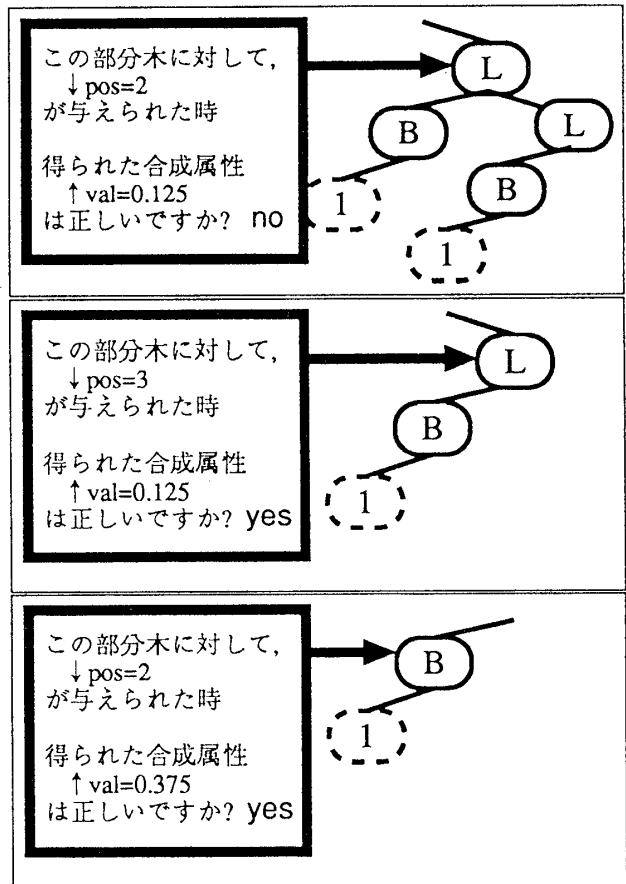 この部分木に対して,
↓pos=2
が与えられた時
得られた合成属性
↑val=0.125
は正しいですか? no
L
B
L
1
B
1
この部分木に対して,
↓pos=3
が与えられた時
得られた合成属性
↑val=0.125
は正しいですか? yes
L
B
1
この部分木に対して,
↓pos=2
が与えられた時
得られた合成属性
↑val=0.375
は正しいですか? yes
B
1